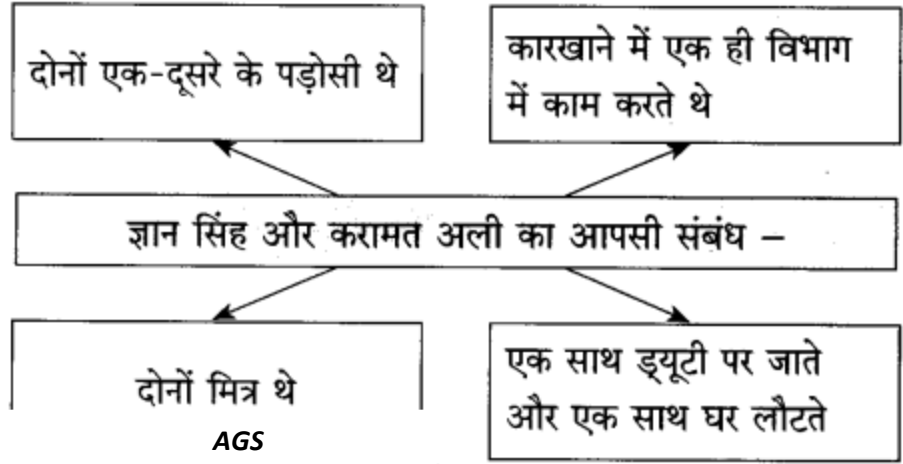 दोनों एक-दूसरे के पड़ोसी थे
कारखाने में एक ही विभाग
में काम करते थे
ज्ञान सिंह और करामत अली का आपसी संबंध –
दोनों मित्र थे
एक साथ ड्यूटी पर जाते
और एक साथ घर लौटते
AGS